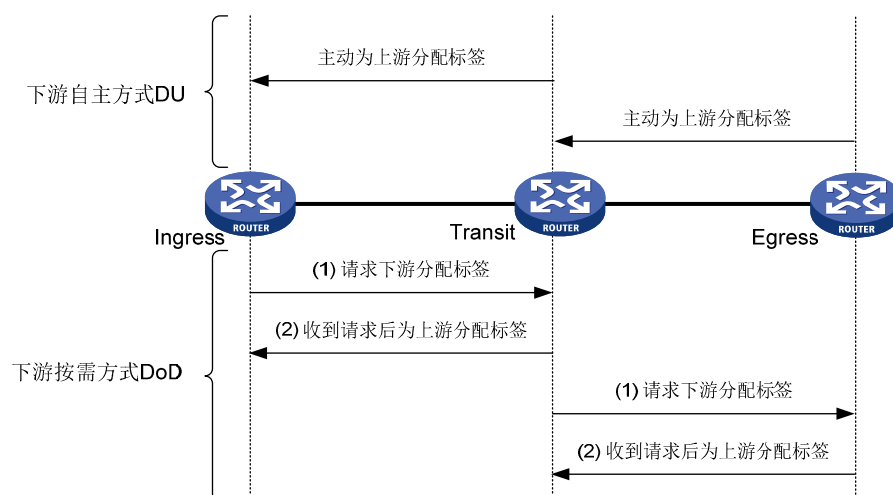 主动为上游分配标签
下游自主方式DU
主动为上游分配标签
ROUTER
ROUTER
ROUTER
Ingress
Transit
Egress
(1) 请求下游分配标签
(2) 收到请求后为上游分配标签
下游按需方式DoD
(1) 请求下游分配标签
(2) 收到请求后为上游分配标签